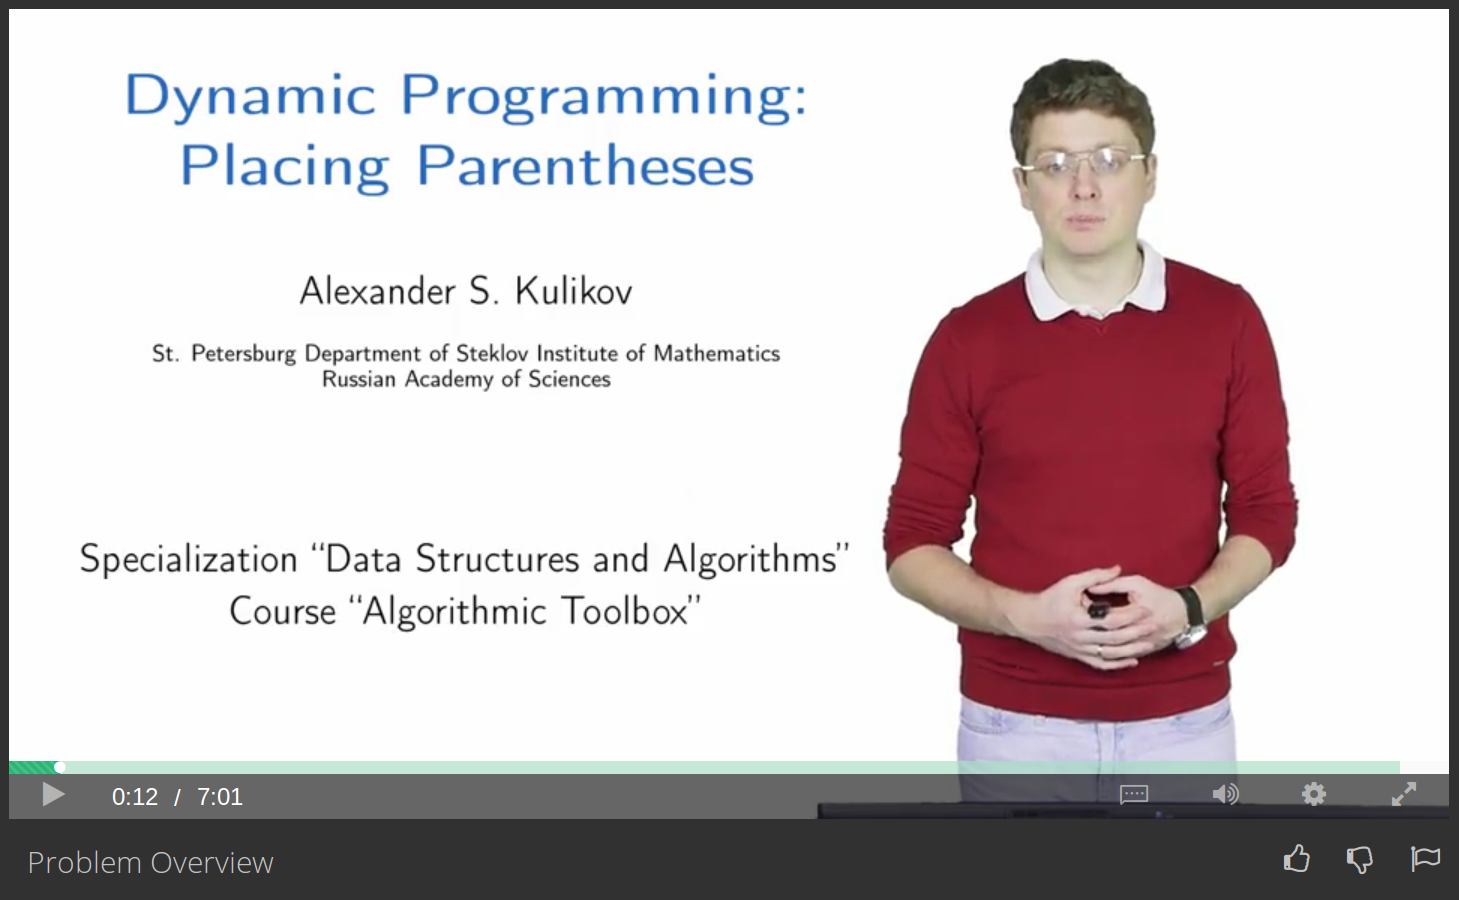 Dynamic Programming:
Placing Parentheses
Alexander S. Kulikov
St. Petersburg Department of Steklov Institute of Mathematics
Russian Academy of Sciences
Specialization “Data Structures and Algorithms”
Course “Algorithmic Toolbox”
0:12 / 7:01
Problem Overview